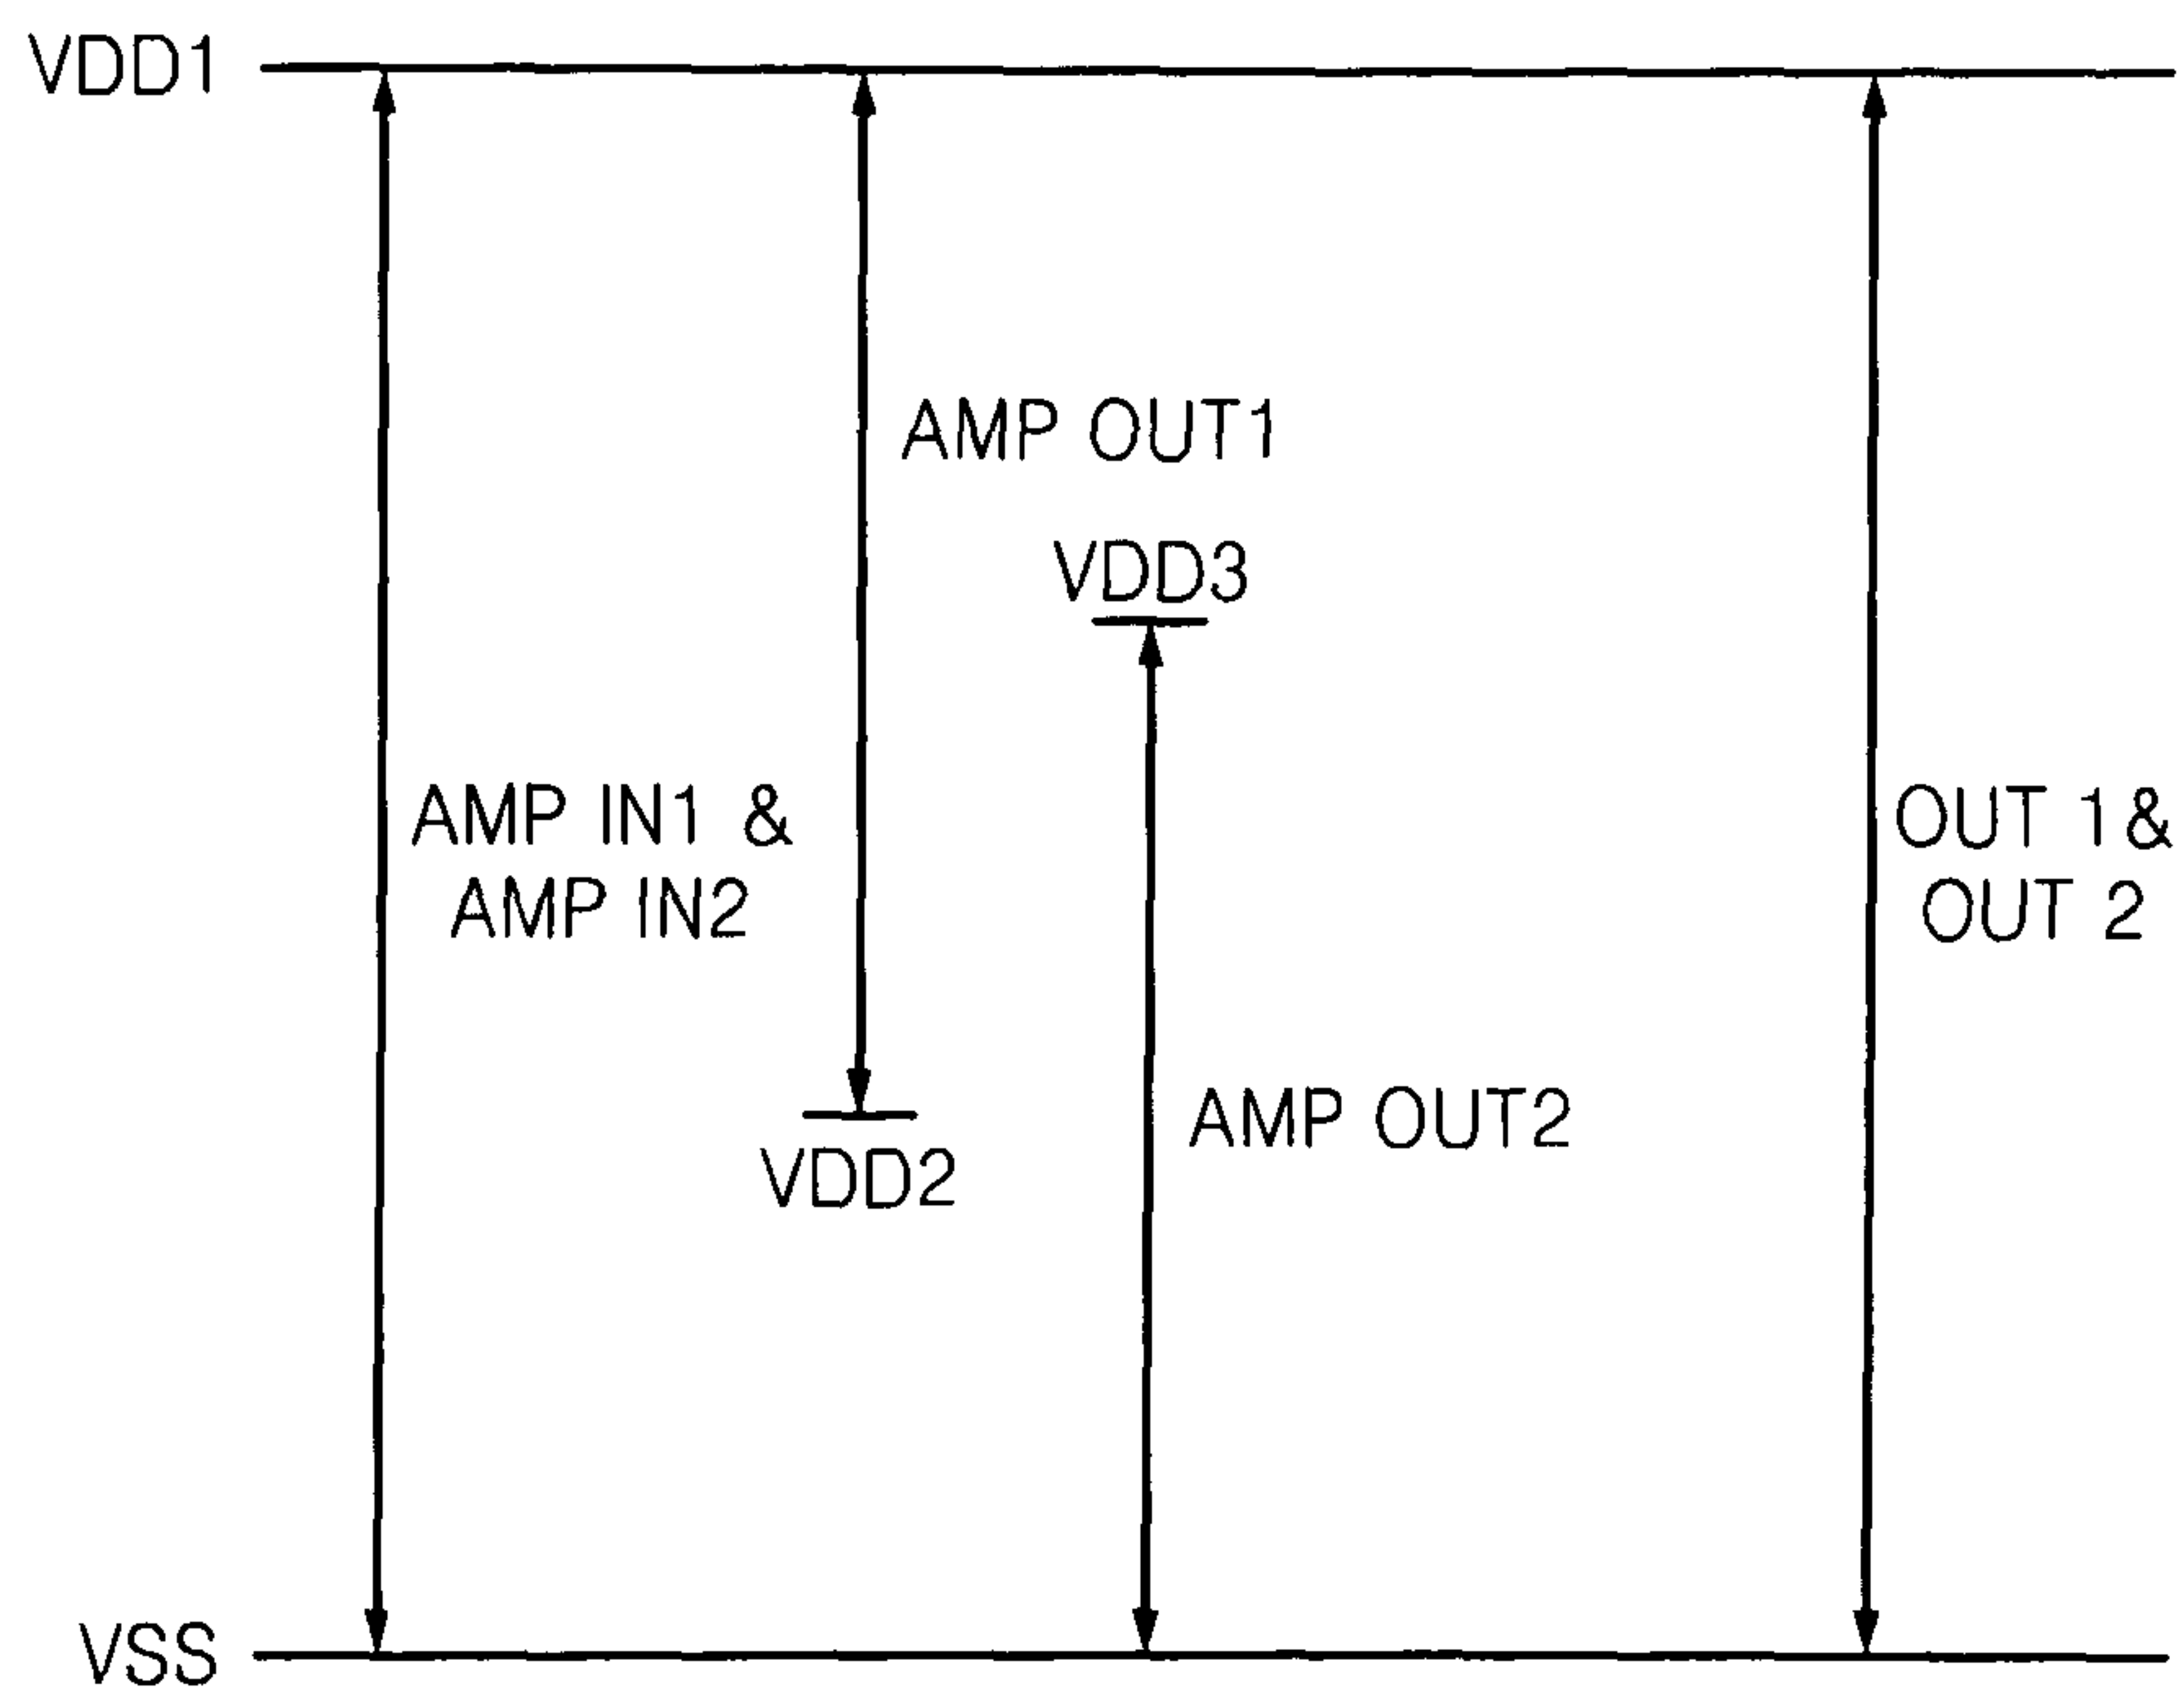 VDD1
AMP OUT1
VDD3
AMP IN1 &
AMP IN2
OUT 1&
OUT 2
AMP OUT2
VDD2
VSS